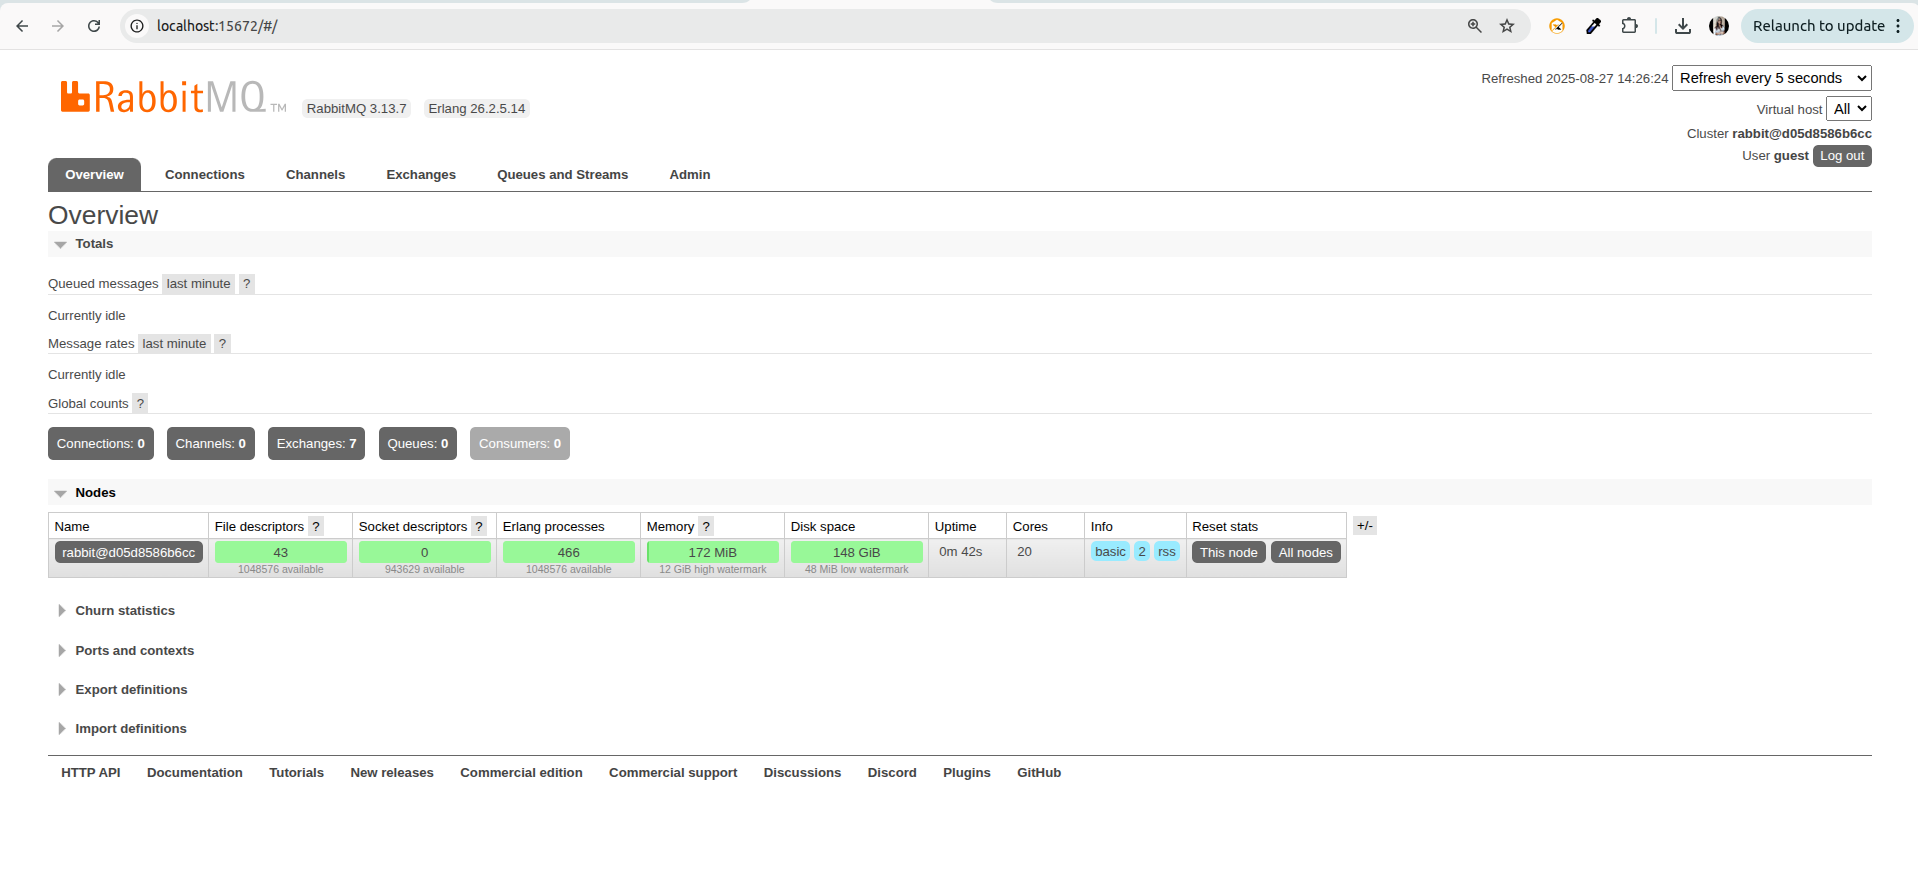 localhost:15672/#/
Relaunch to update
RabbitMQ TM
RabbitMQ 3.13.7 Erlang 26.2.5.14
Refreshed 2025-08-27 14:26:24 Refresh every 5 seconds
Virtual host All
Cluster rabbit@d05d8586b6cc
User guest Log out
Overview Connections Channels Exchanges Queues and Streams Admin
Overview
Totals
Queued messages last minute ?
Currently idle
Message rates last minute ?
Currently idle
Global counts ?
Connections: 0 Channels: 0 Exchanges: 7 Queues: 0 Consumers: 0
Nodes
Name File descriptors ? Socket descriptors ? Erlang processes Memory ? Disk space Uptime Cores Info Reset stats +/-
rabbit@d05d8586b6cc 43 0 466 172 MiB 148 GiB 0m 42s 20 basic 2 rss This node All nodes
1048576 available 943629 available 1048576 available 12 GiB high watermark 48 MiB low watermark
Churn statistics
Ports and contexts
Export definitions
Import definitions
HTTP API Documentation Tutorials New releases Commercial edition Commercial support Discussions Discord Plugins GitHub